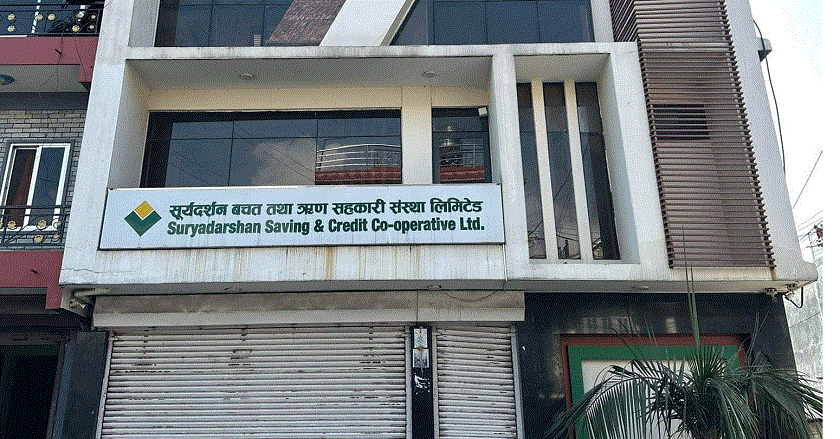 सूर्यदर्शन बचत तथा ऋण सहकारी संस्था लिमिटेड
Suryadarshan Saving & Credit Co-operative Ltd.